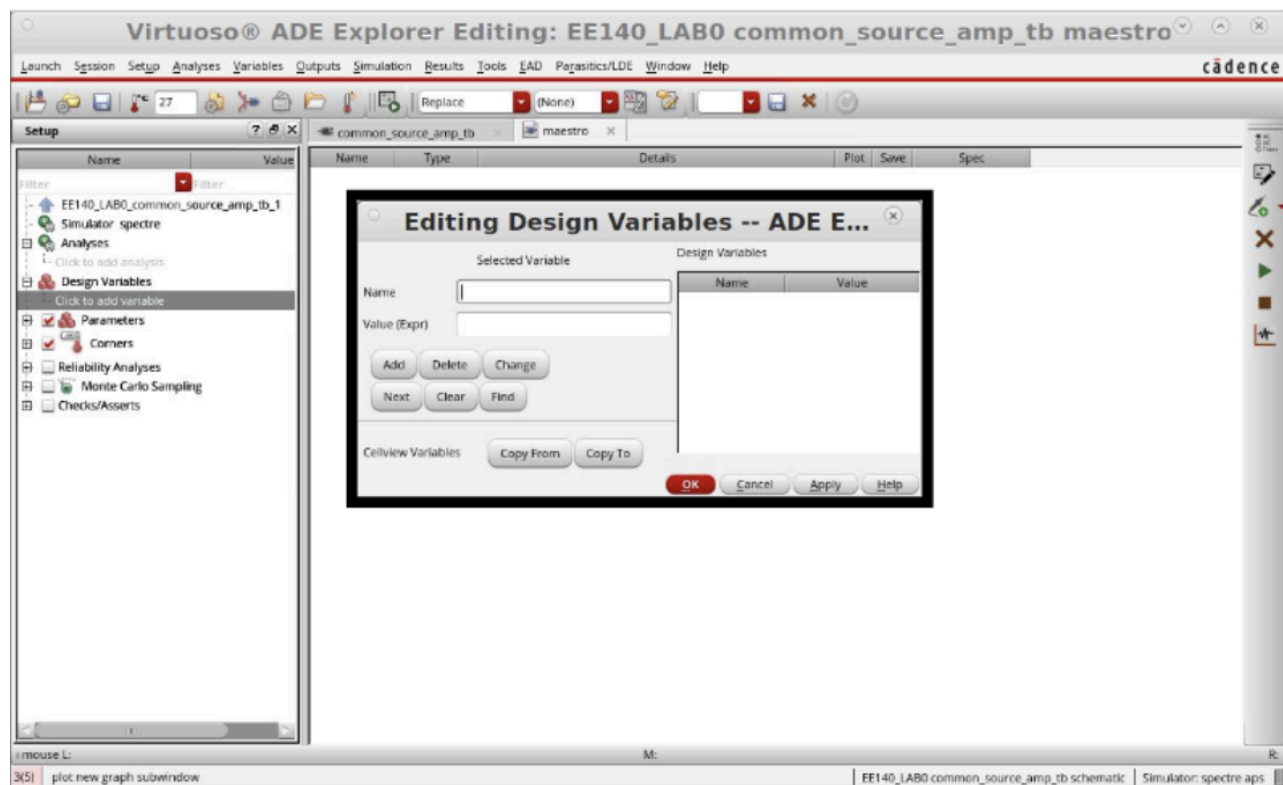 Virtuoso® ADE Explorer Editing: EE140_LAB0 common_source_amp_tb maestro
Launch Session Setup Analyses Variables Outputs Simulation Results Tools EAD Parasitics/LDE Window Help
cādence
27 Replace (None)
Setup
common_source_amp_tb maestro
Name Value
Name Type Details Plot Save Spec
Filter Filter
EE140_LAB0_common_source_amp_tb_1
Simulator spectre
Analyses
Click to add analysis
Design Variables
Click to add variable
Parameters
Corners
Reliability Analyses
Monte Carlo Sampling
Checks/Asserts
Editing Design Variables -- ADE E...
Selected Variable
Design Variables
Name
Name Value
Value (Expr)
Add Delete Change
Next Clear Find
Cellview Variables Copy From Copy To
OK Cancel Apply Help
mouse L: M: R:
3(5) plot new graph subwindow
EE140_LAB0 common_source_amp_tb schematic Simulator: spectre aps